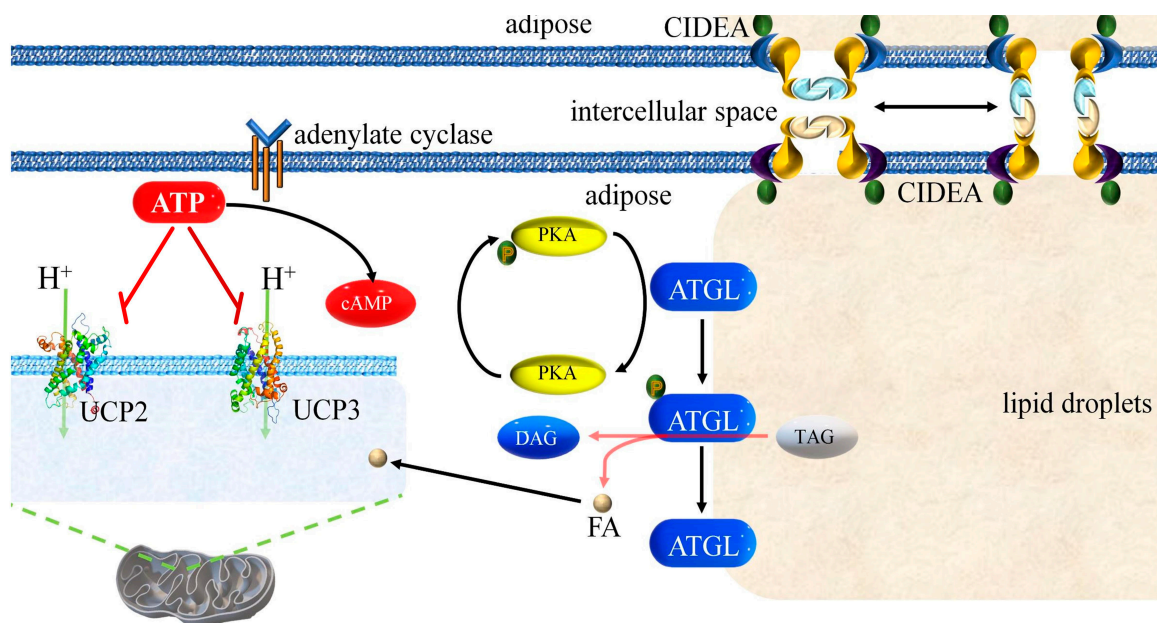 adipose
CIDEA
intercellular space
adenylate cyclase
adipose
CIDEA
ATP
PKA
P
H⁺
H⁺
ATGL
cAMP
PKA
P
UCP2
UCP3
ATGL
lipid droplets
DAG
TAG
FA
ATGL